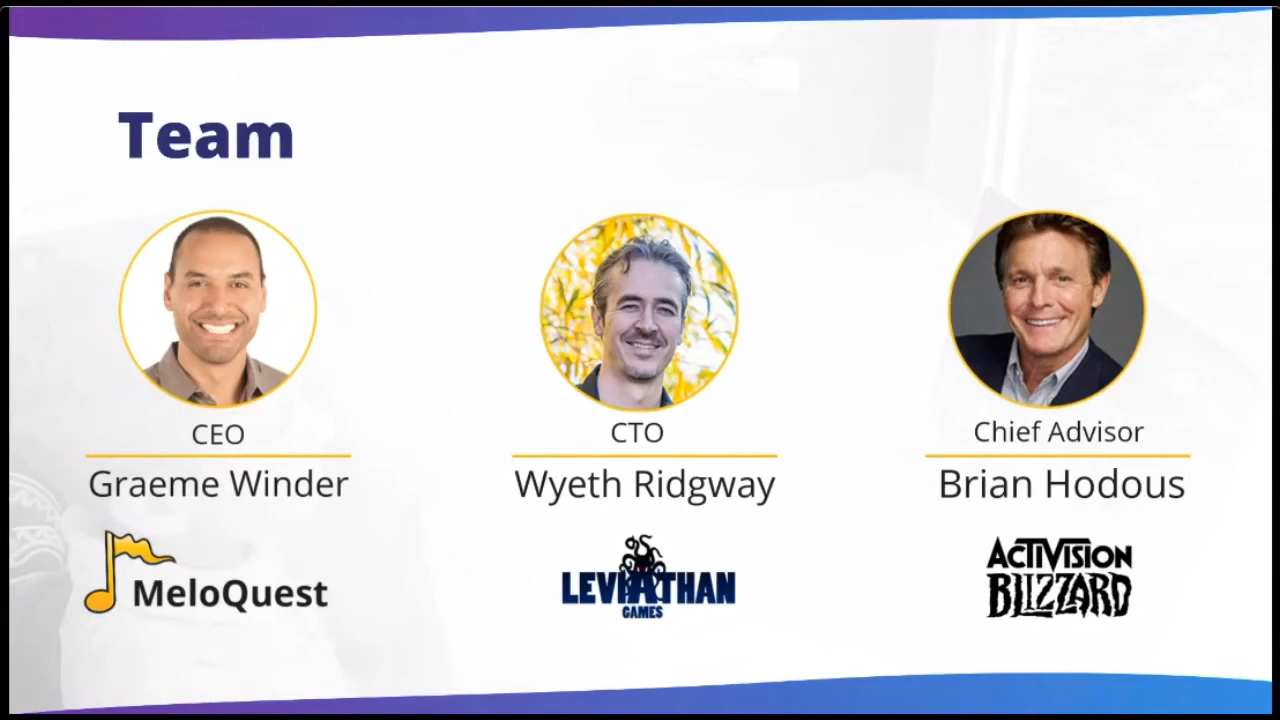 Team
CEO
Graeme Winder
MeloQuest
CTO
Wyeth Ridgway
LEVIATHAN
GAMES
Chief Advisor
Brian Hodous
ACTIVISION
BLIZZARD